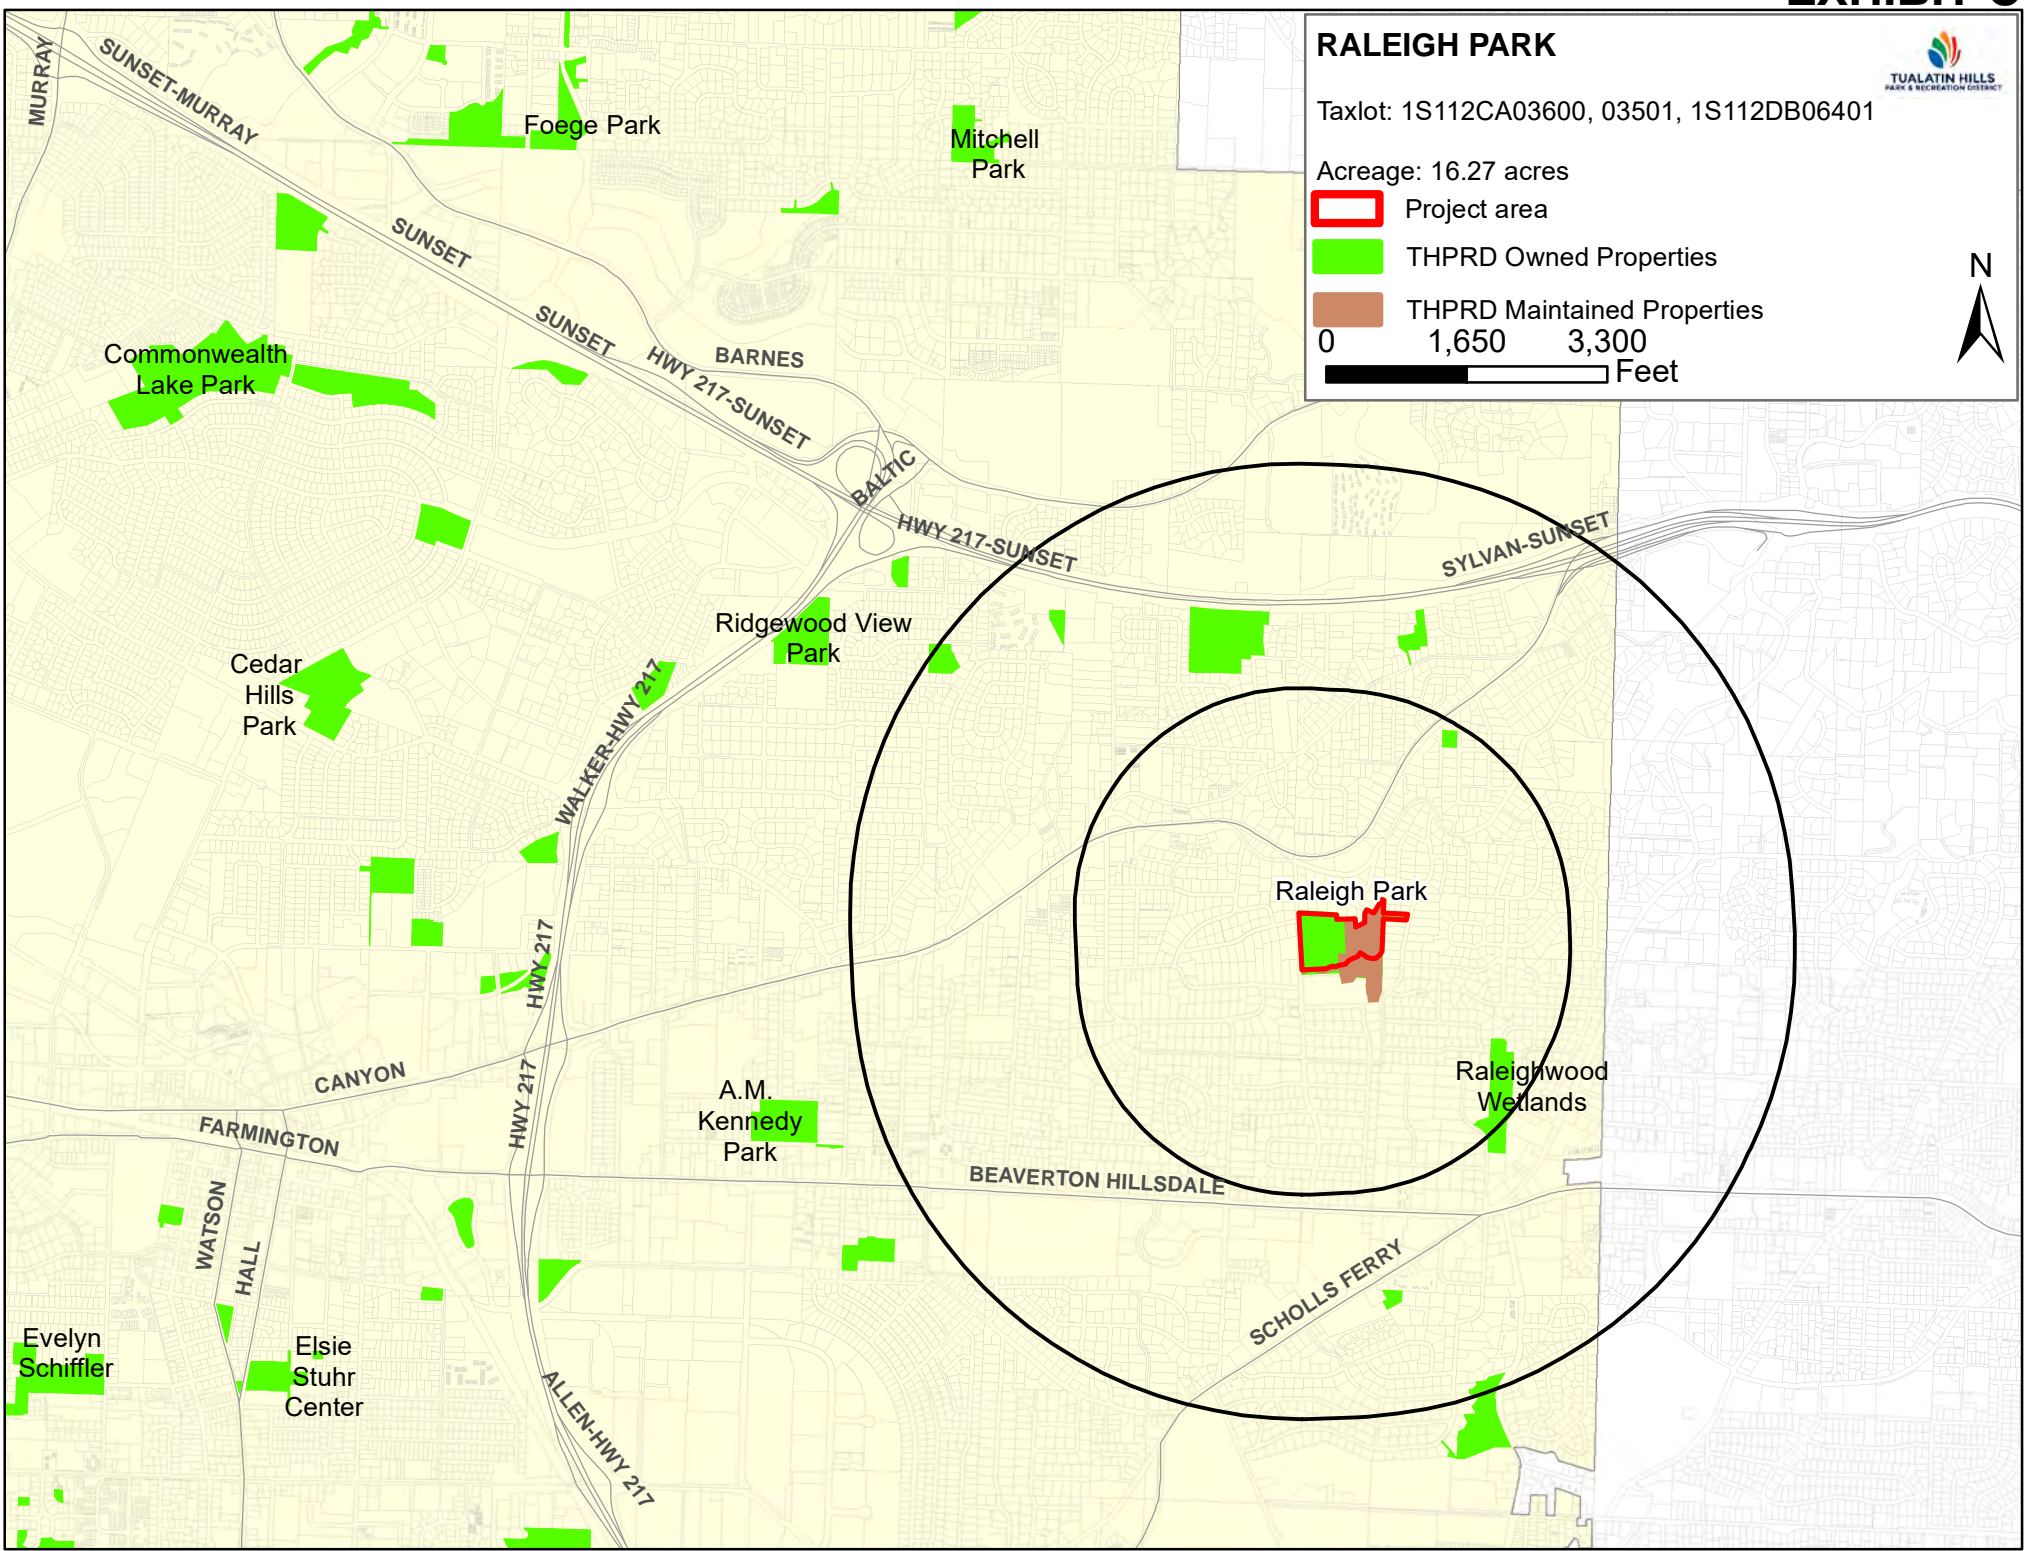 RALEIGH PARK
TUALATIN HILLS
PARK & RECREATION DISTRICT
Taxlot: 1S112CA03600, 03501, 1S112DB06401
Acreage: 16.27 acres
Project area
THPRD Owned Properties
THPRD Maintained Properties
N
0 1,650 3,300
Feet
MURRAY
SUNSET-MURRAY
Foege Park
Mitchell
Park
SUNSET
SUNSET
HWY 217-SUNSET
BARNES
BALTIC
HWY 217-SUNSET
SYLVAN-SUNSET
Commonwealth
Lake Park
Ridgewood View
Park
Cedar
Hills
Park
WALKER-HWY 217
Raleigh Park
HWY 217
HWY 217
CANYON
FARMINGTON
A.M.
Kennedy
Park
Raleighwood
Wetlands
BEAVERTON HILLSDALE
WATSON
HALL
SCHOLLS FERRY
Evelyn
Schiffler
Elsie
Stuhr
Center
ALLEN-HWY 217